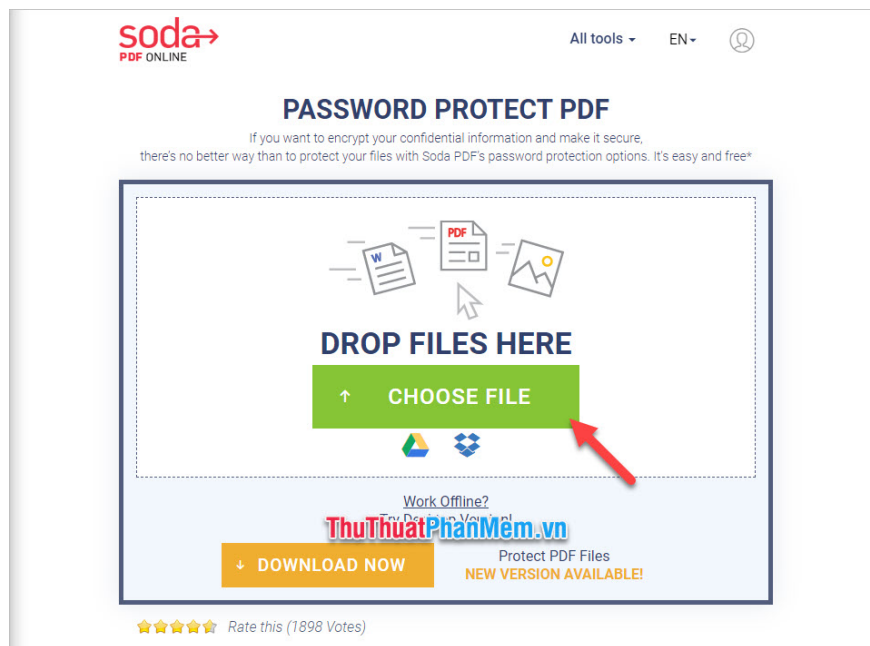 soda
PDF ONLINE
All tools
EN
PASSWORD PROTECT PDF
If you want to encrypt your confidential information and make it secure,
there's no better way than to protect your files with Soda PDF's password protection options. It's easy and free*
W
PDF
DROP FILES HERE
CHOOSE FILE
Work Offline?
Try Desktop Version!
ThuThuatPhanMem.vn
DOWNLOAD NOW
Protect PDF Files
NEW VERSION AVAILABLE!
Rate this (1898 Votes)